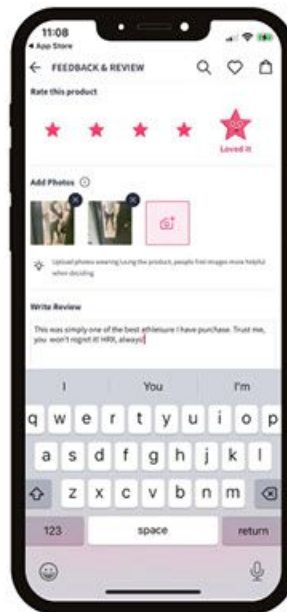 11:08
App Store
FEEDBACK & REVIEW
Rate this product
Loved it
Add Photos
Upload photos wearing/using the product, people find images more helpful
when deciding
Write Review
This was simply one of the best athleisure I have purchase. Trust me,
you won't regret it! HRX, always!
I You I'm
q w e r t y u i o p
a s d f g h j k l
z x c v b n m
123 space return